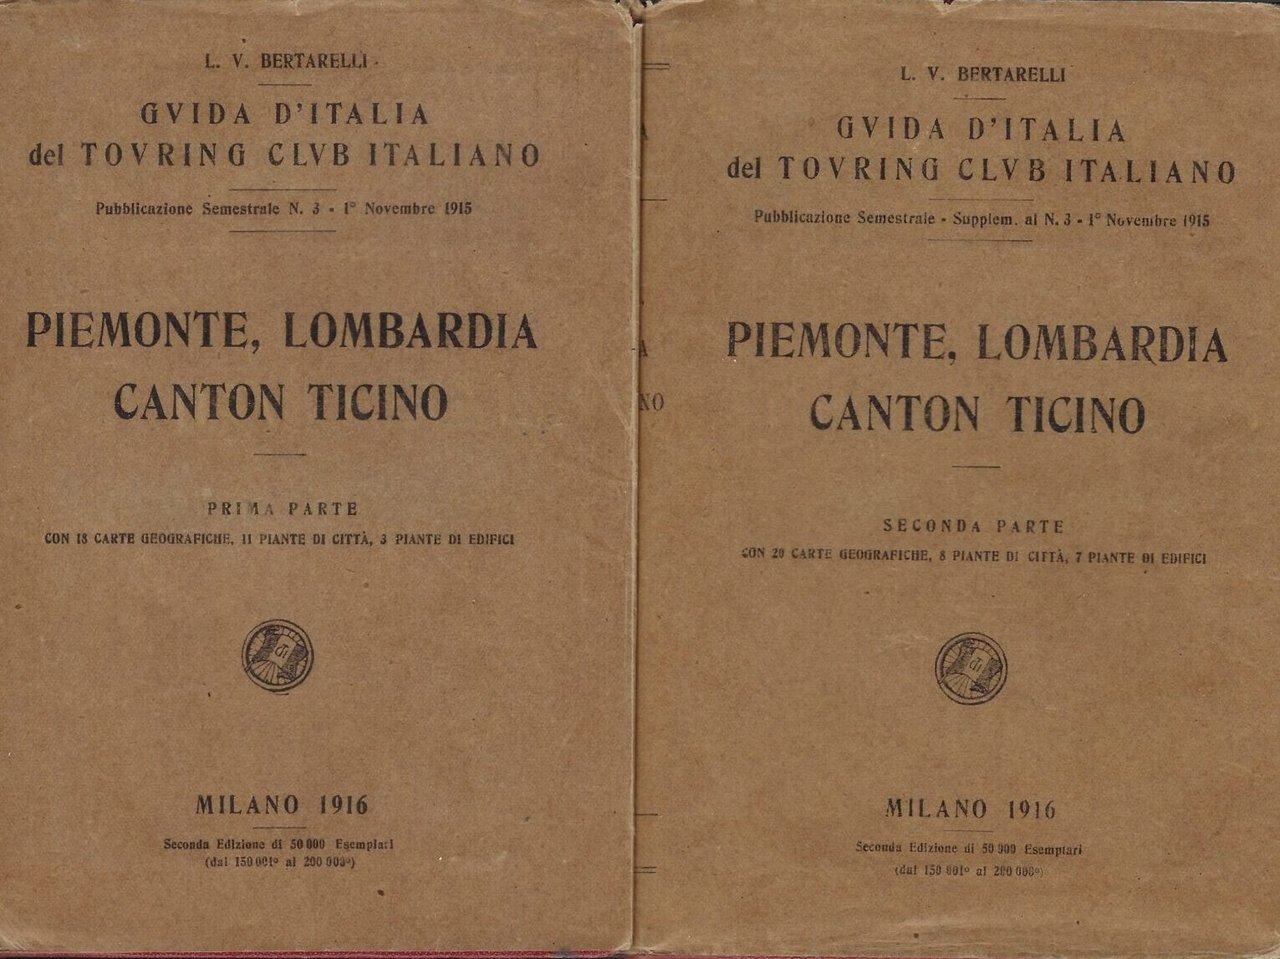 L. V. BERTARELLI
GVIDA D'ITALIA
del TOVRING CLVB ITALIANO
Pubblicazione Semestrale N. 3 - 1° Novembre 1915
PIEMONTE, LOMBARDIA
CANTON TICINO
PRIMA PARTE
CON 18 CARTE GEOGRAFICHE, 11 PIANTE DI CITTÀ, 3 PIANTE DI EDIFICI
di
MILANO 1916
Seconda Edizione di 50 000 Esemplari
(dal 150 001° al 200 000°)
L. V. BERTARELLI
GVIDA D'ITALIA
del TOVRING CLVB ITALIANO
Pubblicazione Semestrale - Supplem. al N. 3 - 1° Novembre 1915
PIEMONTE, LOMBARDIA
CANTON TICINO
SECONDA PARTE
CON 20 CARTE GEOGRAFICHE, 8 PIANTE DI CITTÀ, 7 PIANTE DI EDIFICI
di
MILANO 1916
Seconda Edizione di 50 000 Esemplari
(dal 150 001° al 200 000°)